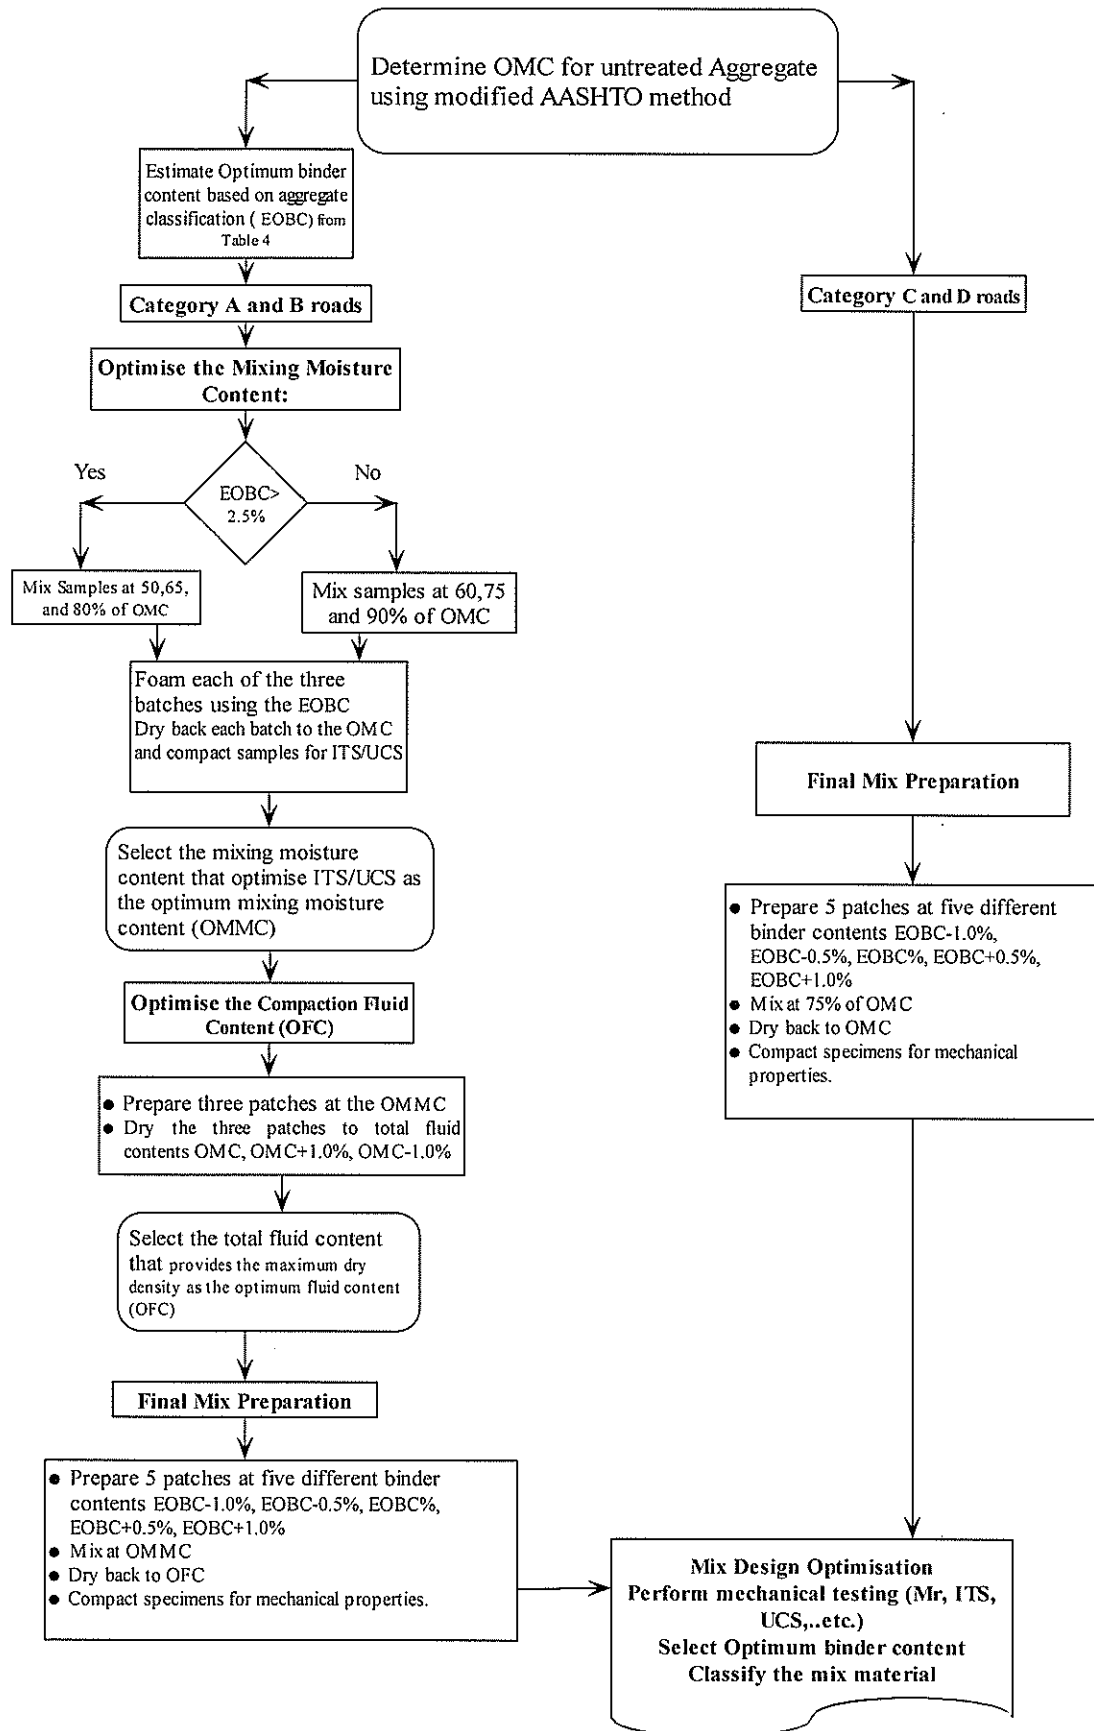 Determine OMC for untreated Aggregate
using modified AASHTO method
Estimate Optimum binder
content based on aggregate
classification ( EOBC) from
Table 4
Category A and B roads
Optimise the Mixing Moisture
Content:
Yes
No
EOBC>
2.5%
Mix Samples at 50,65,
and 80% of OMC
Mix samples at 60,75
and 90% of OMC
Foam each of the three
batches using the EOBC
Dry back each batch to the OMC
and compact samples for ITS/UCS
Select the mixing moisture
content that optimise ITS/UCS as
the optimum mixing moisture
content (OMMC)
Optimise the Compaction Fluid
Content (OFC)
● Prepare three patches at the OMMC
● Dry the three patches to total fluid
contents OMC, OMC+1.0%, OMC-1.0%
Select the total fluid content
that provides the maximum dry
density as the optimum fluid content
(OFC)
Final Mix Preparation
● Prepare 5 patches at five different binder
contents EOBC-1.0%, EOBC-0.5%, EOBC%,
EOBC+0.5%, EOBC+1.0%
● Mix at OMMC
● Dry back to OFC
● Compact specimens for mechanical properties.
Category C and D roads
Final Mix Preparation
● Prepare 5 patches at five different
binder contents EOBC-1.0%,
EOBC-0.5%, EOBC%, EOBC+0.5%,
EOBC+1.0%
● Mix at 75% of OMC
● Dry back to OMC
● Compact specimens for mechanical
properties.
Mix Design Optimisation
Perform mechanical testing (Mr, ITS,
UCS,..etc.)
Select Optimum binder content
Classify the mix material